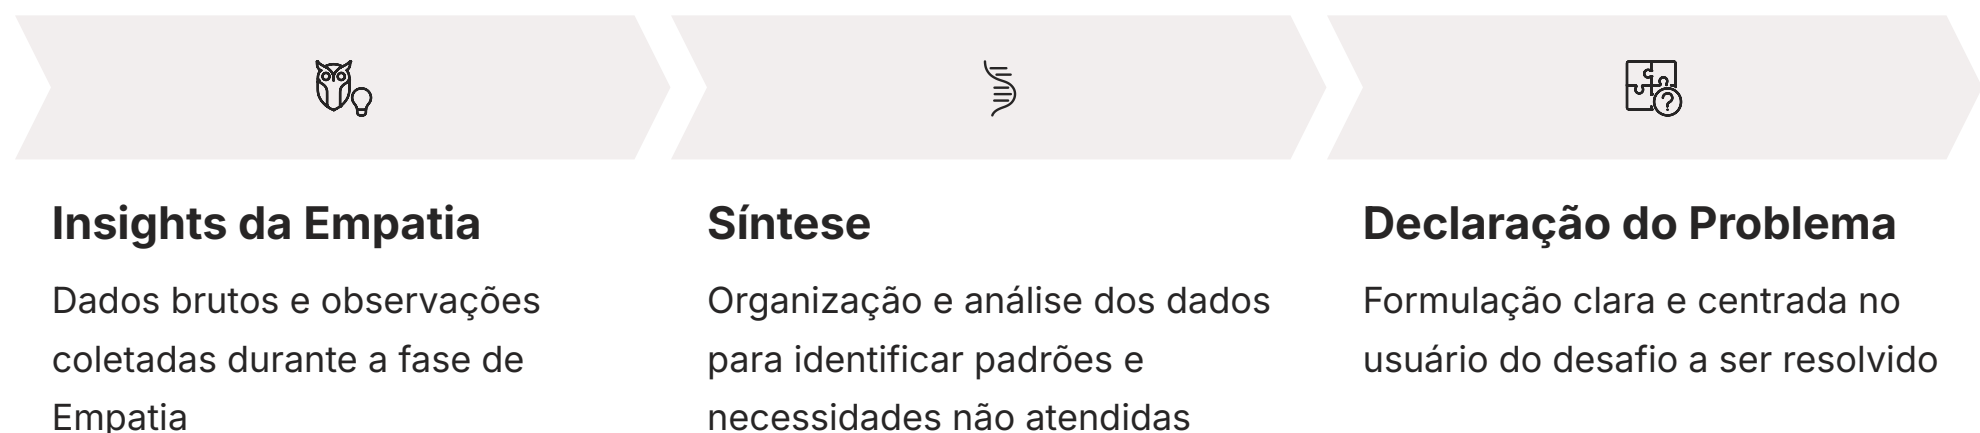 Insights da Empatia
Dados brutos e observações
coletadas durante a fase de
Empatia
Síntese
Organização e análise dos dados
para identificar padrões e
necessidades não atendidas
Declaração do Problema
Formulação clara e centrada no
usuário do desafio a ser resolvido